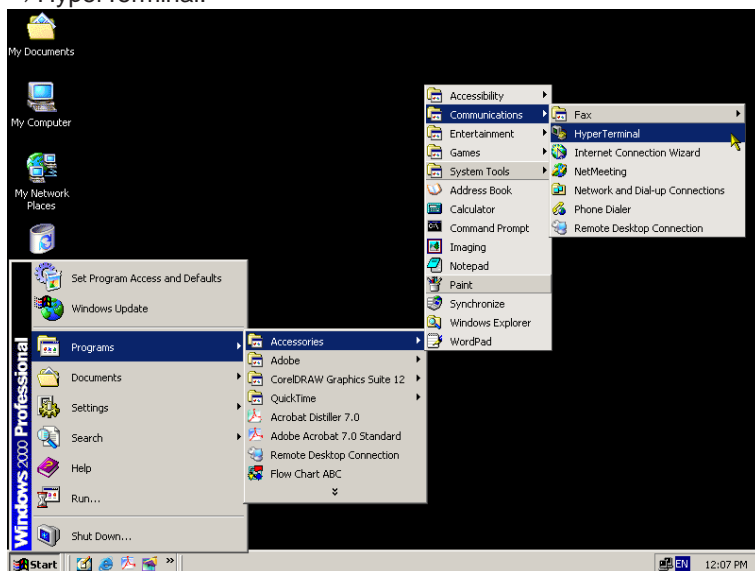 My Documents
My Computer
My Network
Places
Accessibility
Communications
Entertainment
Games
System Tools
Address Book
Calculator
Command Prompt
Imaging
Notepad
Paint
Synchronize
Windows Explorer
WordPad
Fax
HyperTerminal
Internet Connection Wizard
NetMeeting
Network and Dial-up Connections
Phone Dialer
Remote Desktop Connection
Windows 2000 Professional
Set Program Access and Defaults
Windows Update
Programs
Documents
Settings
Search
Help
Run...
Shut Down...
Accessories
Adobe
CorelDRAW Graphics Suite 12
QuickTime
Acrobat Distiller 7.0
Adobe Acrobat 7.0 Standard
Remote Desktop Connection
Flow Chart ABC
Start
EN
12:07 PM